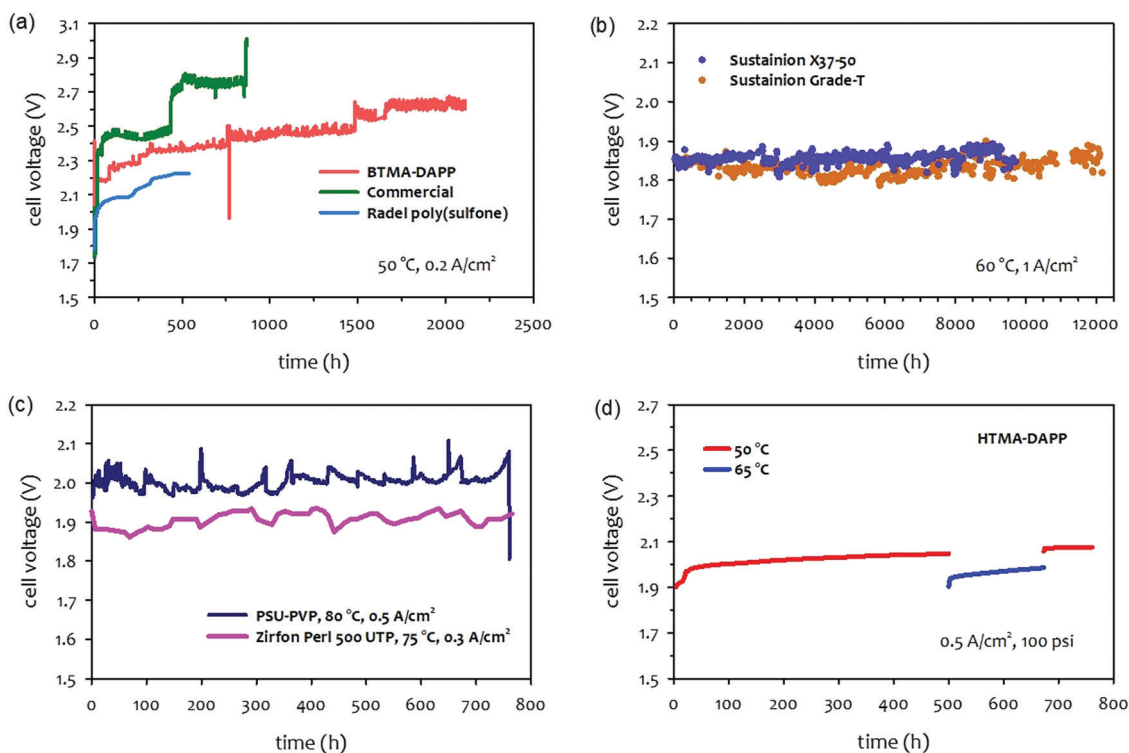 (a)
3.1
2.9
2.7
2.5
2.3
2.1
1.9
1.7
1.5
cell voltage (V)
BTMA-DAPP
Commercial
Radel poly(sulfone)
50 °C, 0.2 A/cm²
0
500
1000
1500
2000
2500
time (h)
(b)
2.1
2.0
1.9
1.8
1.7
1.6
1.5
cell voltage (V)
Sustainion X37-50
Sustainion Grade-T
60 °C, 1 A/cm²
0
2000
4000
6000
8000
10000
12000
time (h)
(c)
2.2
2.1
2.0
1.9
1.8
1.7
1.6
1.5
cell voltage (V)
PSU-PVP, 80 °C, 0.5 A/cm²
Zirfon Perl 500 UTP, 75 °C, 0.3 A/cm²
0
100
200
300
400
500
600
700
800
time (h)
(d)
2.7
2.5
2.3
2.1
1.9
1.7
1.5
cell voltage (V)
50 °C
65 °C
HTMA-DAPP
0.5 A/cm², 100 psi
0
100
200
300
400
500
600
700
800
time (h)